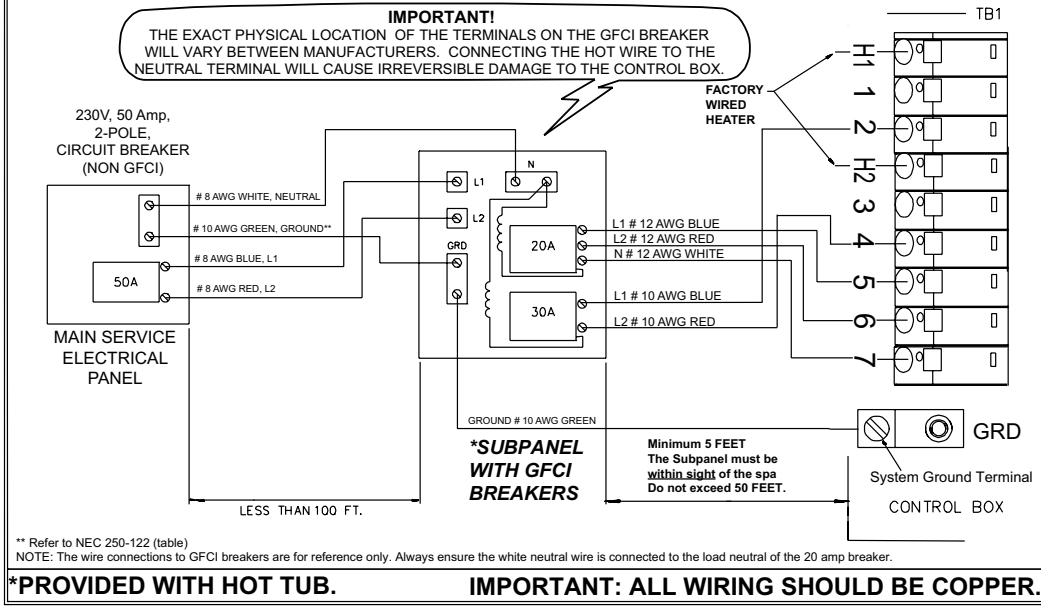 IMPORTANT!
THE EXACT PHYSICAL LOCATION OF THE TERMINALS ON THE GFCI BREAKER
WILL VARY BETWEEN MANUFACTURERS. CONNECTING THE HOT WIRE TO THE
NEUTRAL TERMINAL WILL CAUSE IRREVERSIBLE DAMAGE TO THE CONTROL BOX.
TB1
FACTORY
WIRED
HEATER
H1
1
2
H2
3
4
5
6
7
230V, 50 Amp,
2-POLE,
CIRCUIT BREAKER
(NON GFCI)
# 8 AWG WHITE, NEUTRAL
# 10 AWG GREEN, GROUND**
# 8 AWG BLUE, L1
# 8 AWG RED, L2
50A
MAIN SERVICE
ELECTRICAL
PANEL
L1
N
L2
GRD
20A
30A
L1 # 12 AWG BLUE
L2 # 12 AWG RED
N # 12 AWG WHITE
L1 # 10 AWG BLUE
L2 # 10 AWG RED
GROUND # 10 AWG GREEN
*SUBPANEL
WITH GFCI
BREAKERS
Minimum 5 FEET
The Subpanel must be
within sight of the spa
Do not exceed 50 FEET.
GRD
System Ground Terminal
CONTROL BOX
LESS THAN 100 FT.
** Refer to NEC 250-122 (table)
NOTE: The wire connections to GFCI breakers are for reference only. Always ensure the white neutral wire is connected to the load neutral of the 20 amp breaker.
*PROVIDED WITH HOT TUB. IMPORTANT: ALL WIRING SHOULD BE COPPER.